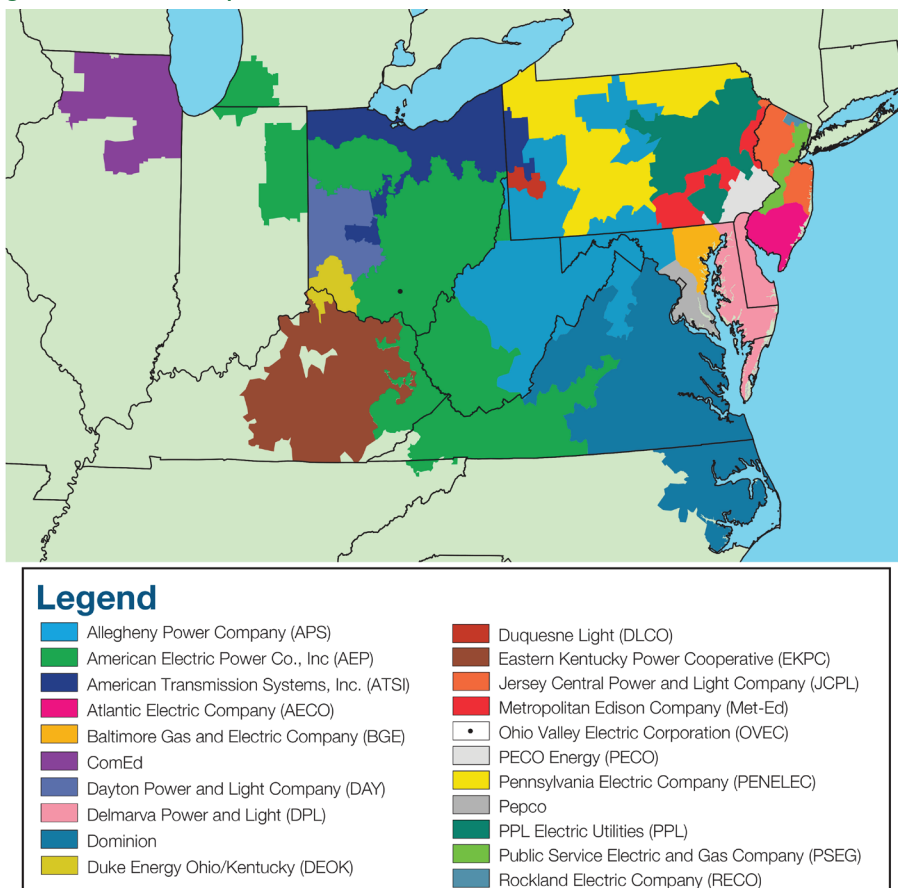 Legend
Allegheny Power Company (APS)
American Electric Power Co., Inc (AEP)
American Transmission Systems, Inc. (ATSI)
Atlantic Electric Company (AECO)
Baltimore Gas and Electric Company (BGE)
ComEd
Dayton Power and Light Company (DAY)
Delmarva Power and Light (DPL)
Dominion
Duke Energy Ohio/Kentucky (DEOK)
Duquesne Light (DLCO)
Eastern Kentucky Power Cooperative (EKPC)
Jersey Central Power and Light Company (JCPL)
Metropolitan Edison Company (Met-Ed)
Ohio Valley Electric Corporation (OVEC)
PECO Energy (PECO)
Pennsylvania Electric Company (PENELEC)
Pepco
PPL Electric Utilities (PPL)
Public Service Electric and Gas Company (PSEG)
Rockland Electric Company (RECO)